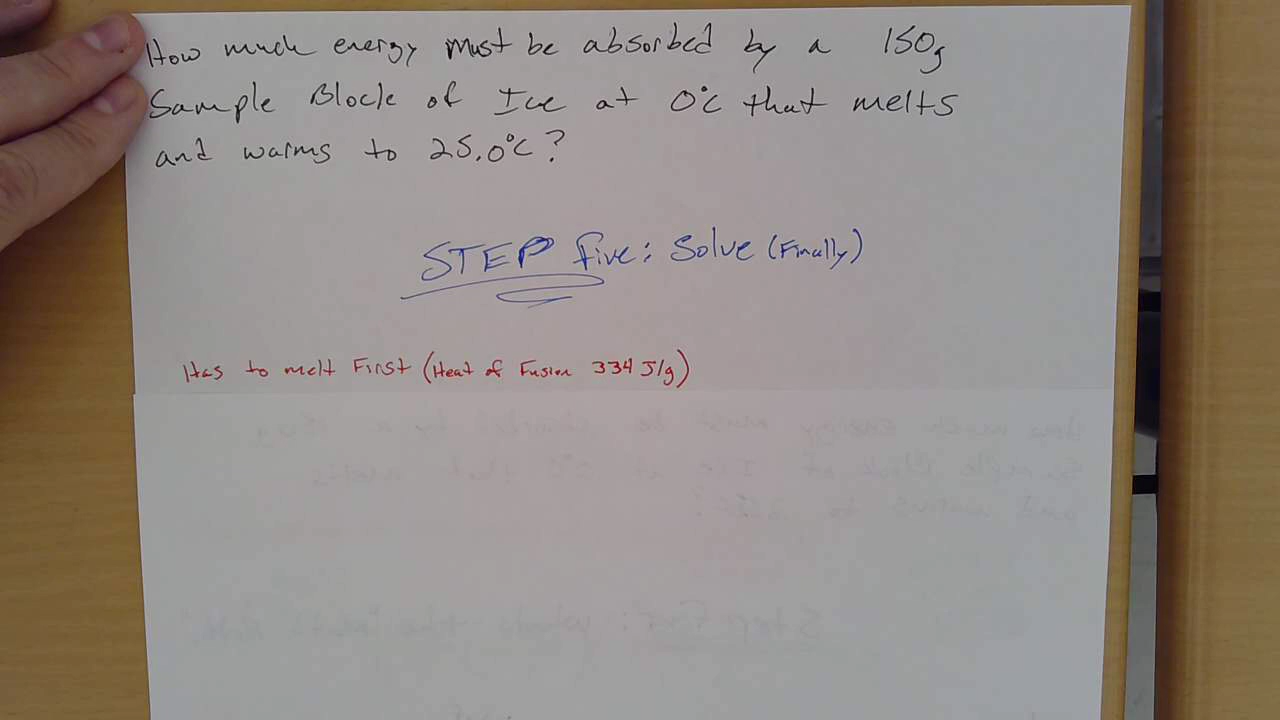 How much energy must be absorbed by a 150g
Sample Block of Ice at 0°C that melts
and warms to 25.0°C?
STEP five: Solve (Finally)
Has to melt First (Heat of Fusion 334 J/g)